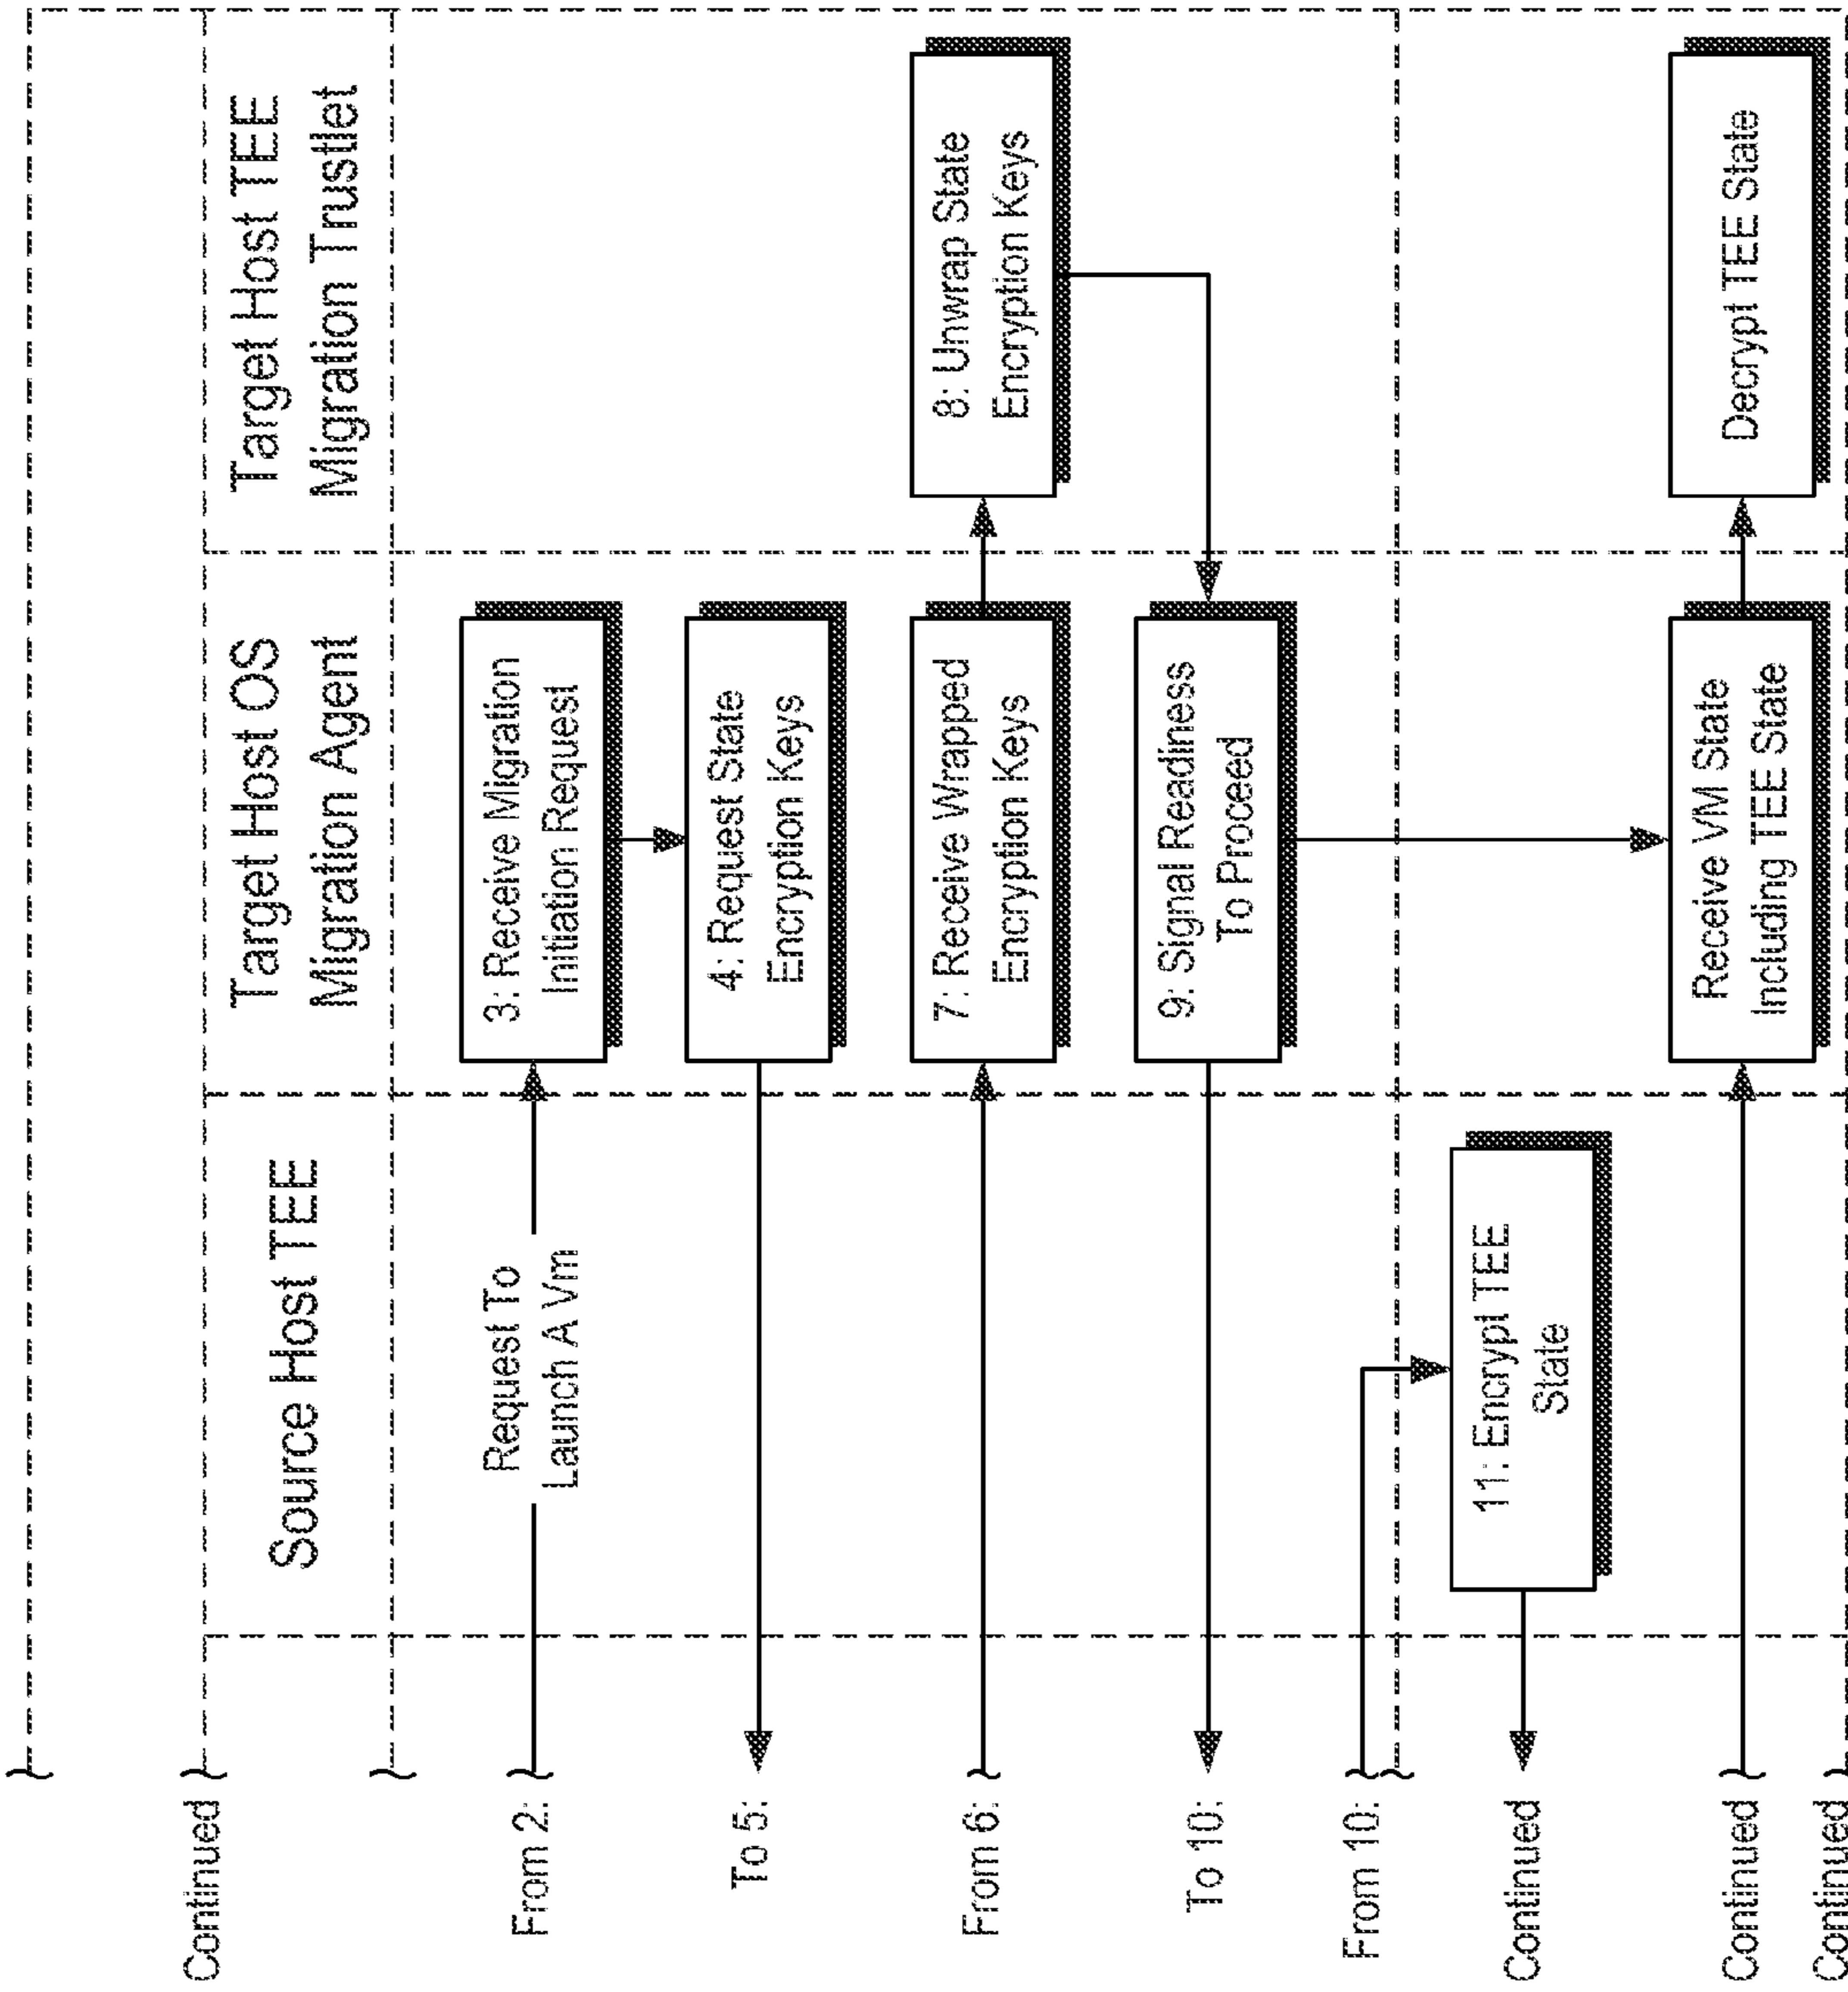 Continued
Source Host TEE
Target Host OS
Migration Agent
Target Host TEE
Migration Trustlet
From 2:
Request To
Launch A Vm
3: Receive Migration
Initiation Request
To 5:
4: Request State
Encryption Keys
From 6:
7: Receive Wrapped
Encryption Keys
8: Unwrap State
Encryption Keys
To 10:
9: Signal Readiness
To Proceed
From 10:
Continued
11: Encrypt TEE
State
Continued
Receive VM State
Including TEE State
Decrypt TEE State
Continued